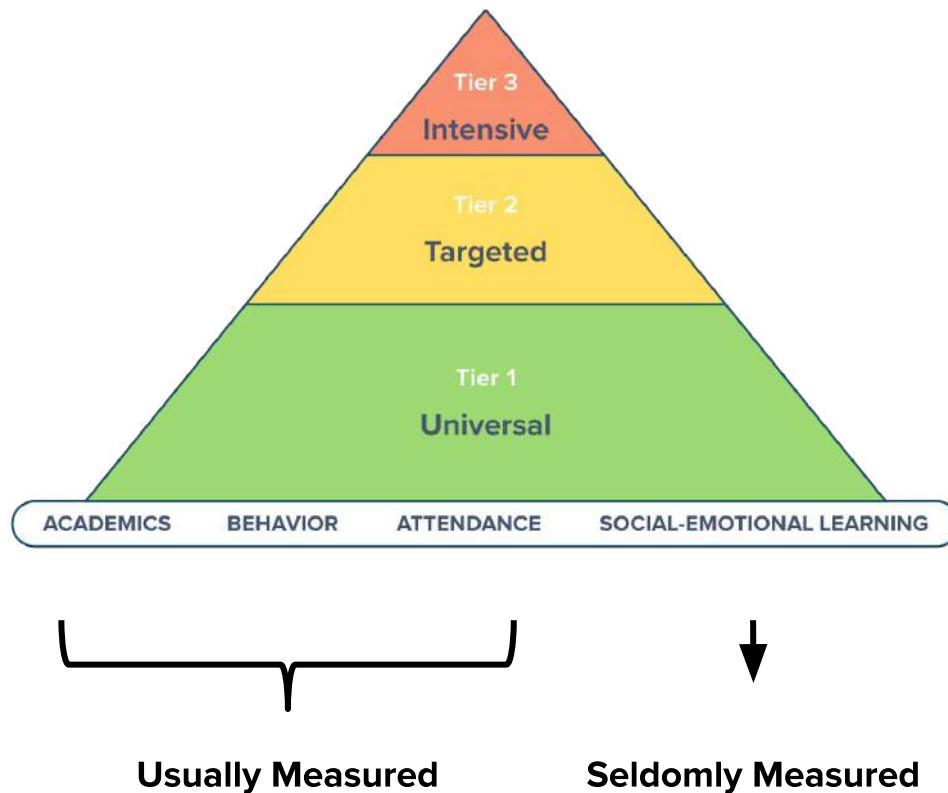 Tier 3
Intensive
Tier 2
Targeted
Tier 1
Universal
ACADEMICS BEHAVIOR ATTENDANCE SOCIAL-EMOTIONAL LEARNING
Usually Measured Seldomly Measured